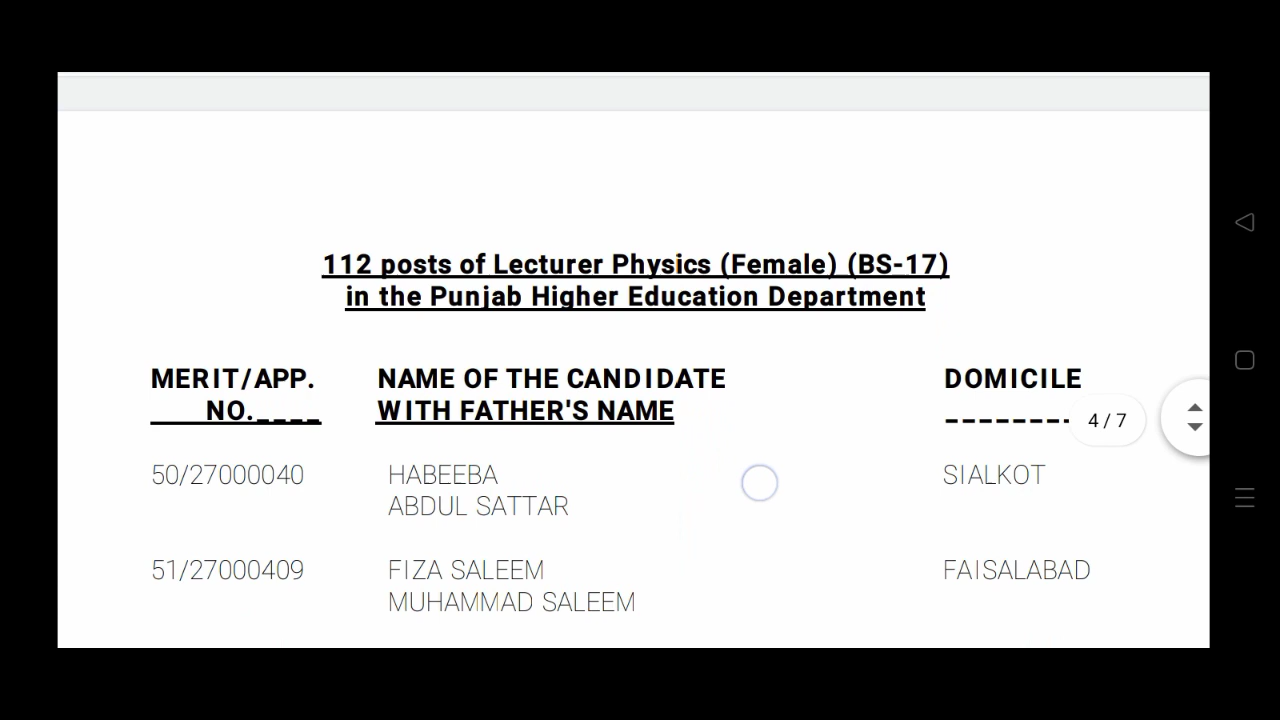 112 posts of Lecturer Physics (Female) (BS-17)
in the Punjab Higher Education Department
MERIT/APP. NAME OF THE CANDIDATE DOMICILE
___NO.____ WITH FATHER'S NAME --------
4/7
50/27000040 HABEEBA SIALKOT
ABDUL SATTAR
51/27000409 FIZA SALEEM FAISALABAD
MUHAMMAD SALEEM